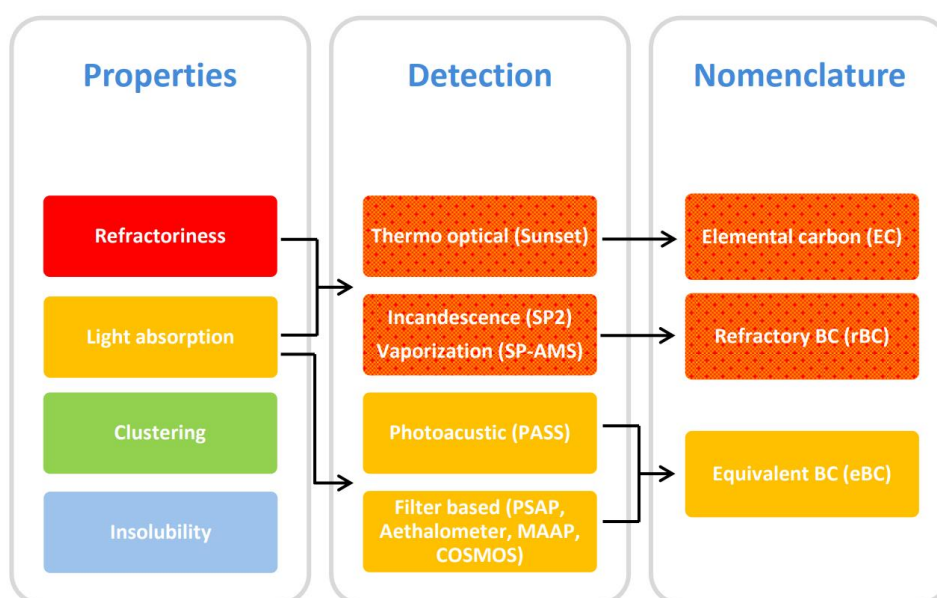 Properties
Refractoriness
Light absorption
Clustering
Insolubility
Detection
Thermo optical (Sunset)
Incandescence (SP2)
Vaporization (SP-AMS)
Photoacustic (PASS)
Filter based (PSAP,
Aethalometer, MAAP,
COSMOS)
Nomenclature
Elemental carbon (EC)
Refractory BC (rBC)
Equivalent BC (eBC)